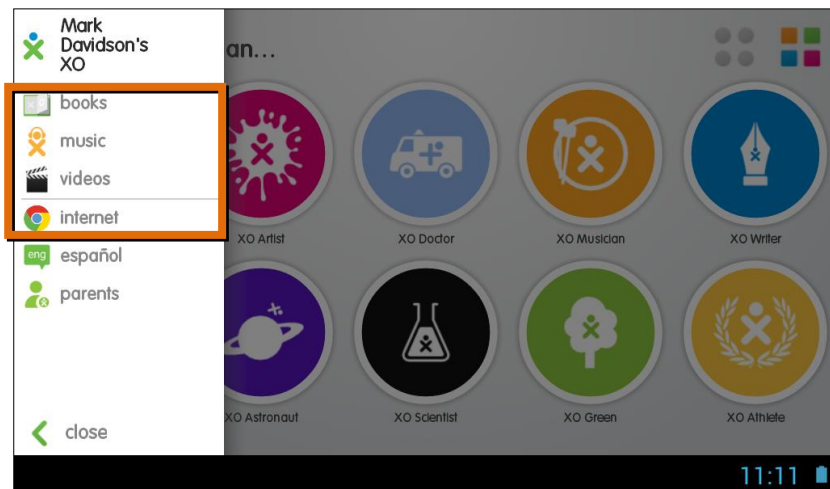 Mark
Davidson's
XO
an...
books
music
videos
internet
eng español
parents
close
XO Artist XO Doctor XO Musician XO Writer
XO Astronaut XO Scientist XO Green XO Athlete
11:11